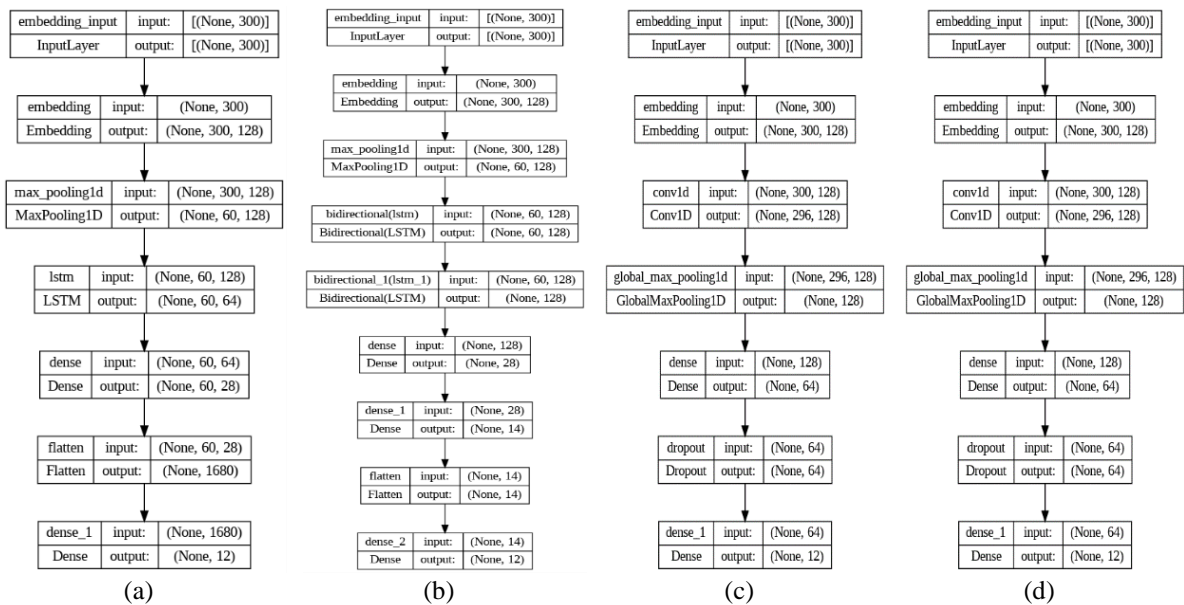 embedding_input input: [(None, 300)]
InputLayer output: [(None, 300)]
embedding input: (None, 300)
Embedding output: (None, 300, 128)
max_pooling1d input: (None, 300, 128)
MaxPooling1D output: (None, 60, 128)
lstm input: (None, 60, 128)
LSTM output: (None, 60, 64)
dense input: (None, 60, 64)
Dense output: (None, 60, 28)
flatten input: (None, 60, 28)
Flatten output: (None, 1680)
dense_1 input: (None, 1680)
Dense output: (None, 12)
(a)
embedding_input input: [(None, 300)]
InputLayer output: [(None, 300)]
embedding input: (None, 300)
Embedding output: (None, 300, 128)
max_pooling1d input: (None, 300, 128)
MaxPooling1D output: (None, 60, 128)
bidirectional(lstm) input: (None, 60, 128)
Bidirectional(LSTM) output: (None, 60, 128)
bidirectional_1(lstm_1) input: (None, 60, 128)
Bidirectional(LSTM) output: (None, 128)
dense input: (None, 128)
Dense output: (None, 28)
dense_1 input: (None, 28)
Dense output: (None, 14)
flatten input: (None, 14)
Flatten output: (None, 14)
dense_2 input: (None, 14)
Dense output: (None, 12)
(b)
embedding_input input: [(None, 300)]
InputLayer output: [(None, 300)]
embedding input: (None, 300)
Embedding output: (None, 300, 128)
conv1d input: (None, 300, 128)
Conv1D output: (None, 296, 128)
global_max_pooling1d input: (None, 296, 128)
GlobalMaxPooling1D output: (None, 128)
dense input: (None, 128)
Dense output: (None, 64)
dropout input: (None, 64)
Dropout output: (None, 64)
dense_1 input: (None, 64)
Dense output: (None, 12)
(c)
embedding_input input: [(None, 300)]
InputLayer output: [(None, 300)]
embedding input: (None, 300)
Embedding output: (None, 300, 128)
conv1d input: (None, 300, 128)
Conv1D output: (None, 296, 128)
global_max_pooling1d input: (None, 296, 128)
GlobalMaxPooling1D output: (None, 128)
dense input: (None, 128)
Dense output: (None, 64)
dropout input: (None, 64)
Dropout output: (None, 64)
dense_1 input: (None, 64)
Dense output: (None, 12)
(d)